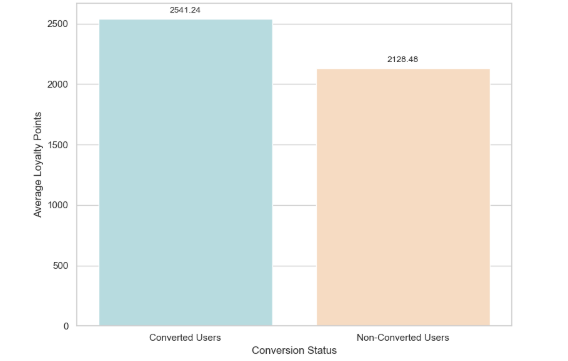 2541.24
2128.48
2500
2000
1500
1000
500
0
Average Loyalty Points
Converted Users
Non-Converted Users
Conversion Status